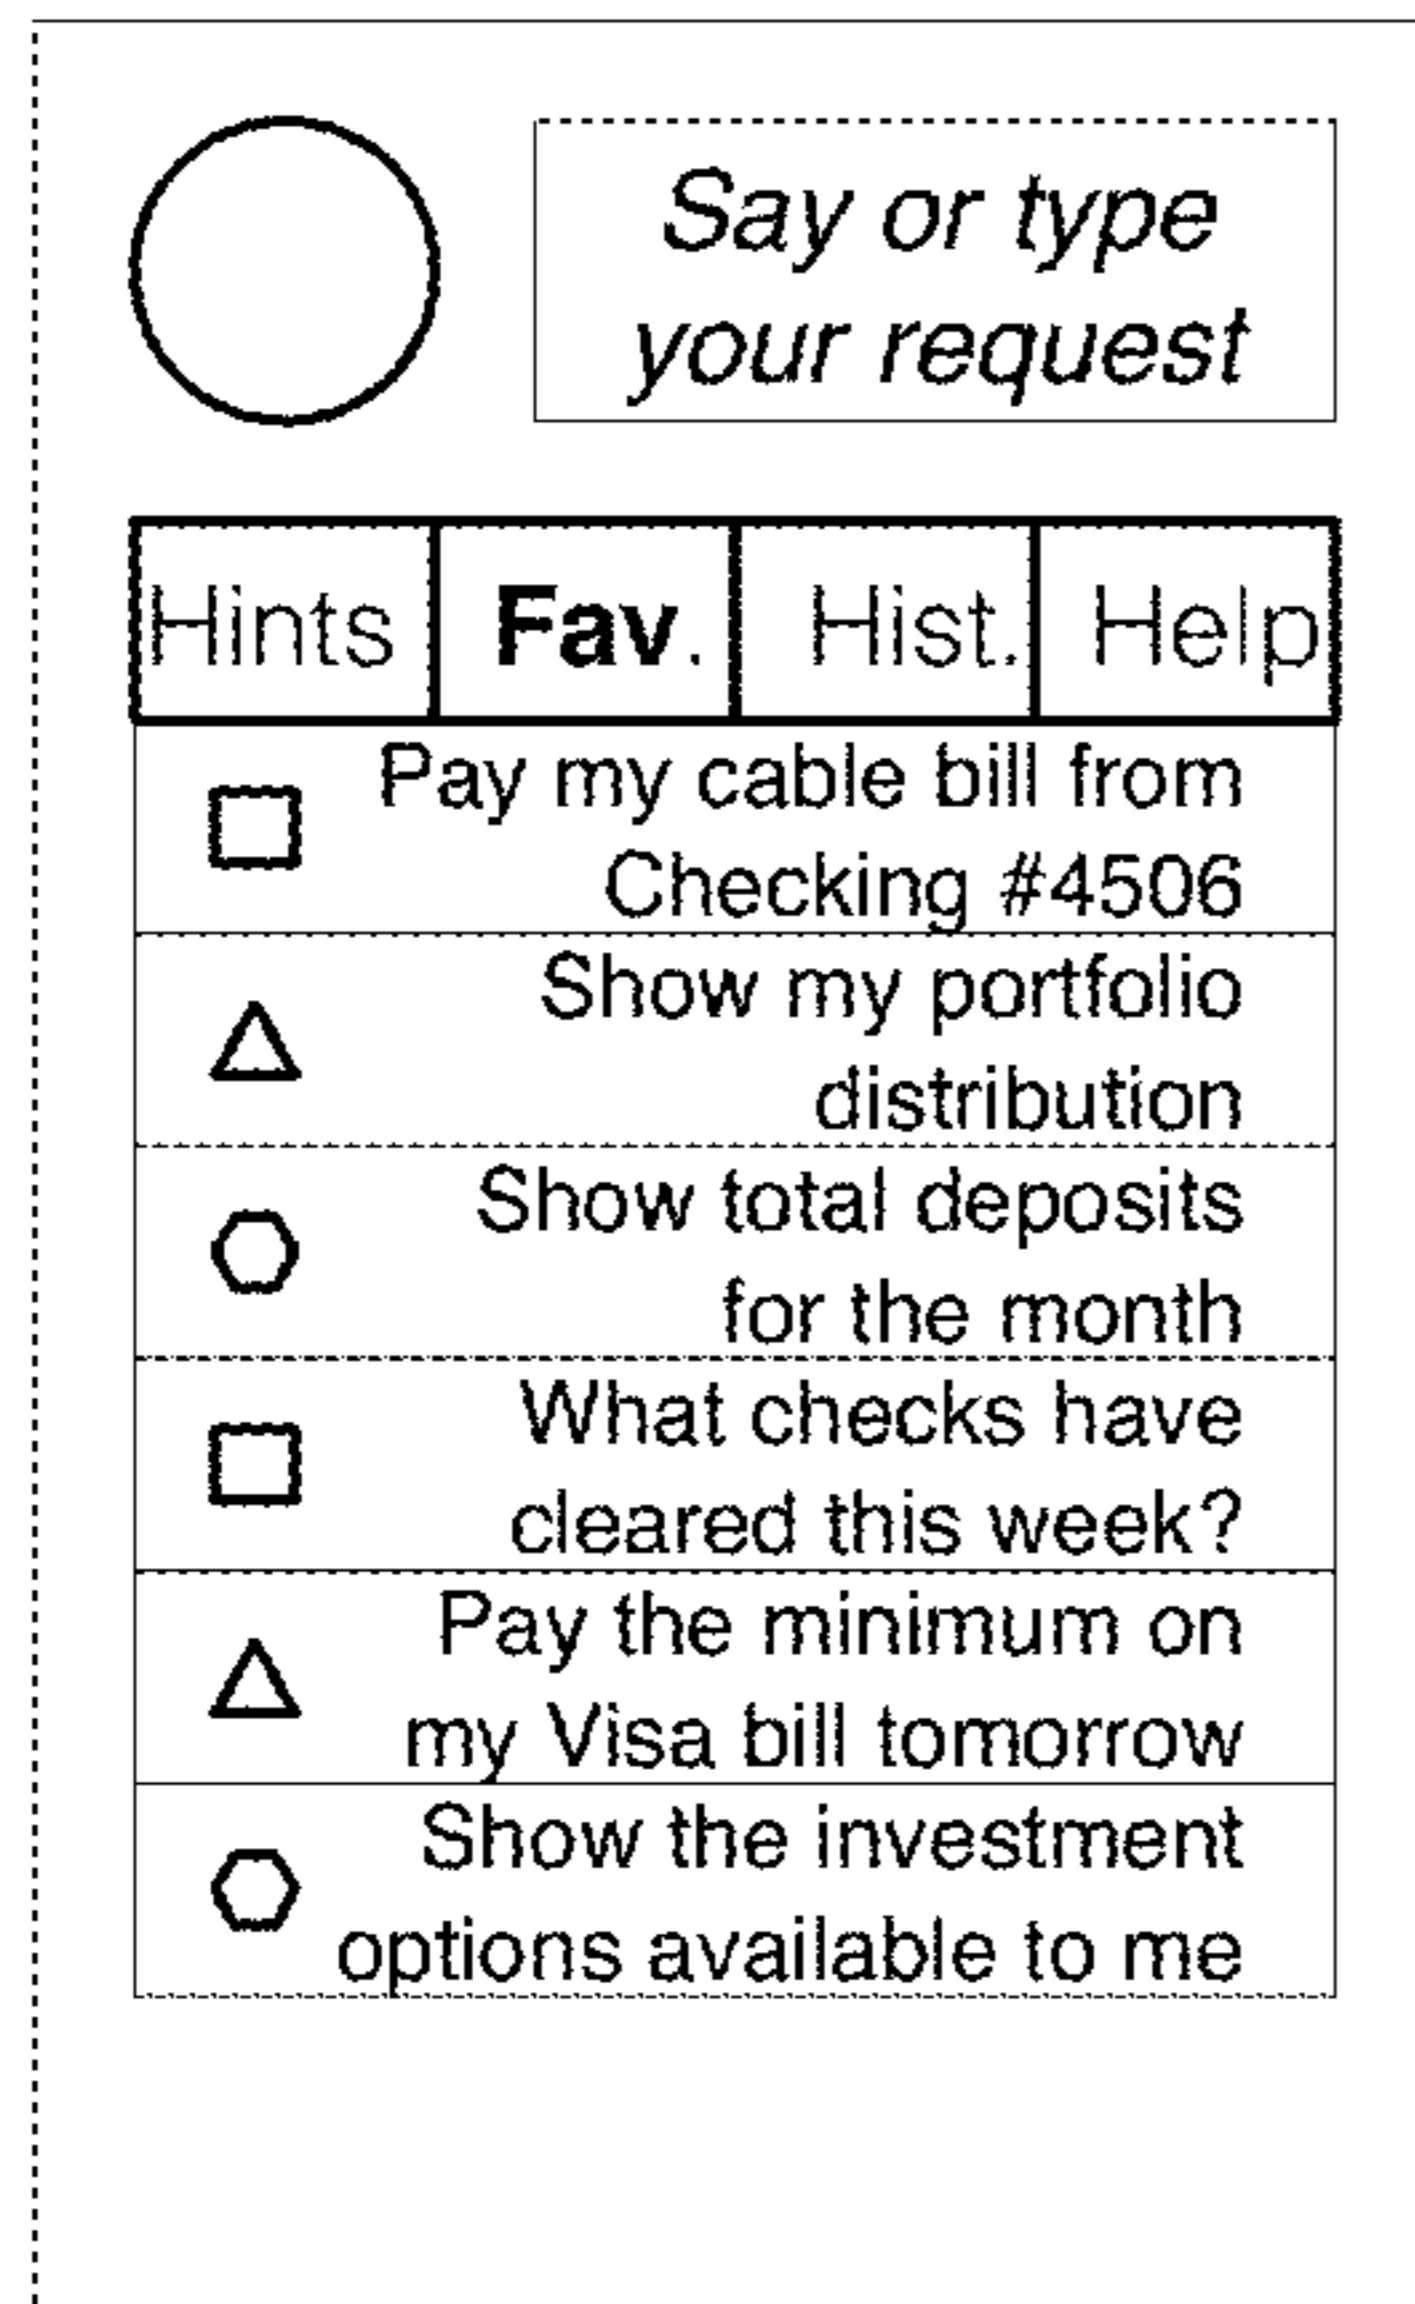 Say or type
your request
Hints Fav. Hist. Help
Pay my cable bill from
Checking #4506
Show my portfolio
distribution
Show total deposits
for the month
What checks have
cleared this week?
Pay the minimum on
my Visa bill tomorrow
Show the investment
options available to me